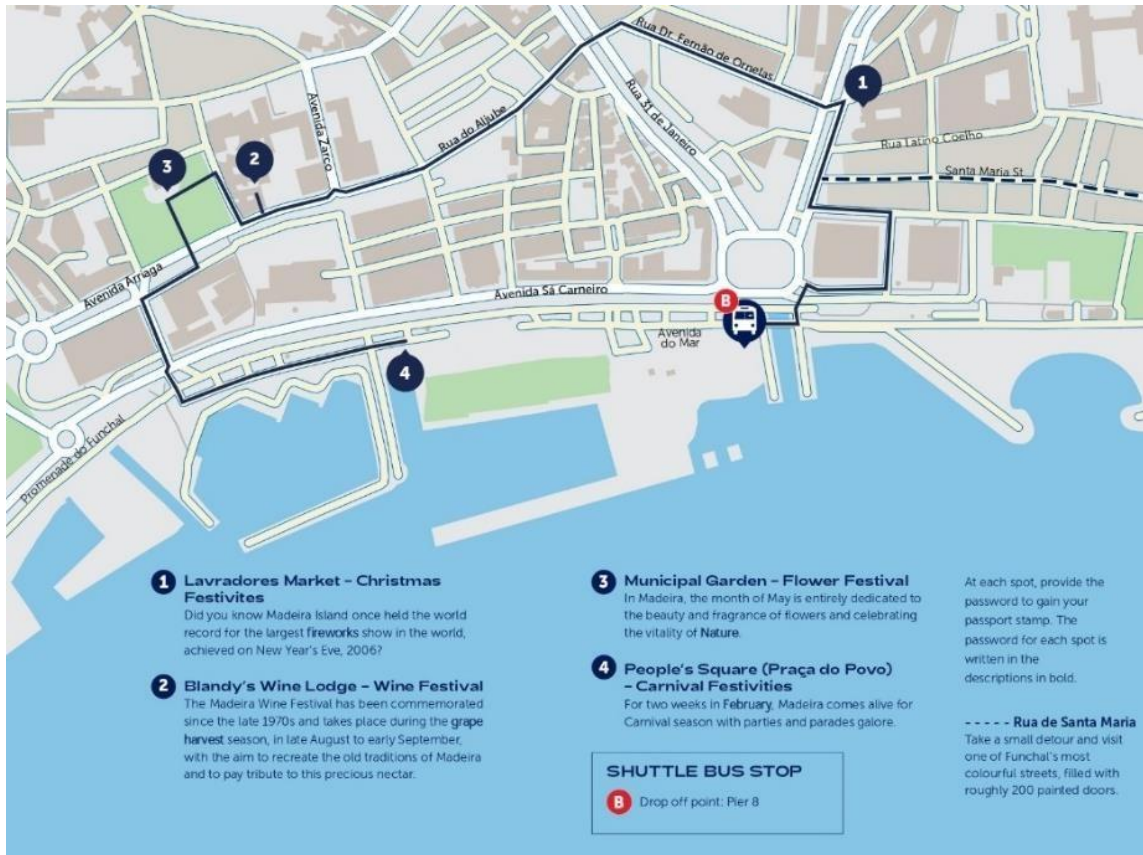 Rua Dr. Fernão de Ornelas
1
Avenida Zarco
Rua 31 de Janeiro
Rua do Aljube
Rua Latino Coelho
2
3
Santa Maria St
Avenida Arriaga
Avenida Sá Carneiro
B
Avenida
do Mar
4
Promenade do Funchal
1 Lavradores Market – Christmas
Festivites
Did you know Madeira Island once held the world
record for the largest fireworks show in the world,
achieved on New Year's Eve, 2006?
2 Blandy's Wine Lodge – Wine Festival
The Madeira Wine Festival has been commemorated
since the late 1970s and takes place during the grape
harvest season, in late August to early September,
with the aim to recreate the old traditions of Madeira
and to pay tribute to this precious nectar.
3 Municipal Garden – Flower Festival
In Madeira, the month of May is entirely dedicated to
the beauty and fragrance of flowers and celebrating
the vitality of Nature.
4 People's Square (Praça do Povo)
– Carnival Festivities
For two weeks in February, Madeira comes alive for
Carnival season with parties and parades galore.
SHUTTLE BUS STOP
B Drop off point: Pier 8
At each spot, provide the
password to gain your
passport stamp. The
password for each spot is
written in the
descriptions in bold.
- - - - - Rua de Santa Maria
Take a small detour and visit
one of Funchal's most
colourful streets, filled with
roughly 200 painted doors.